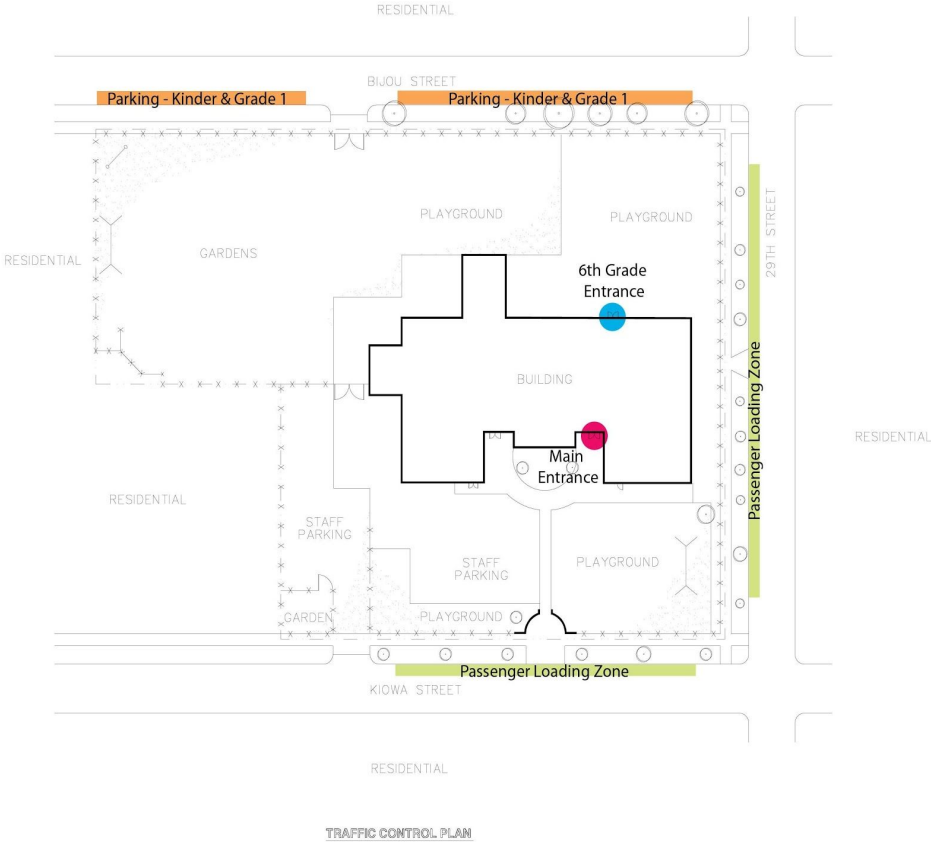 RESIDENTIAL
BIJOU STREET
Parking - Kinder & Grade 1
Parking - Kinder & Grade 1
PLAYGROUND
PLAYGROUND
29TH STREET
GARDENS
RESIDENTIAL
6th Grade
Entrance
BUILDING
Passenger Loading Zone
RESIDENTIAL
Main
Entrance
RESIDENTIAL
STAFF
PARKING
STAFF
PARKING
PLAYGROUND
GARDEN
PLAYGROUND
Passenger Loading Zone
KIOWA STREET
RESIDENTIAL
TRAFFIC CONTROL PLAN